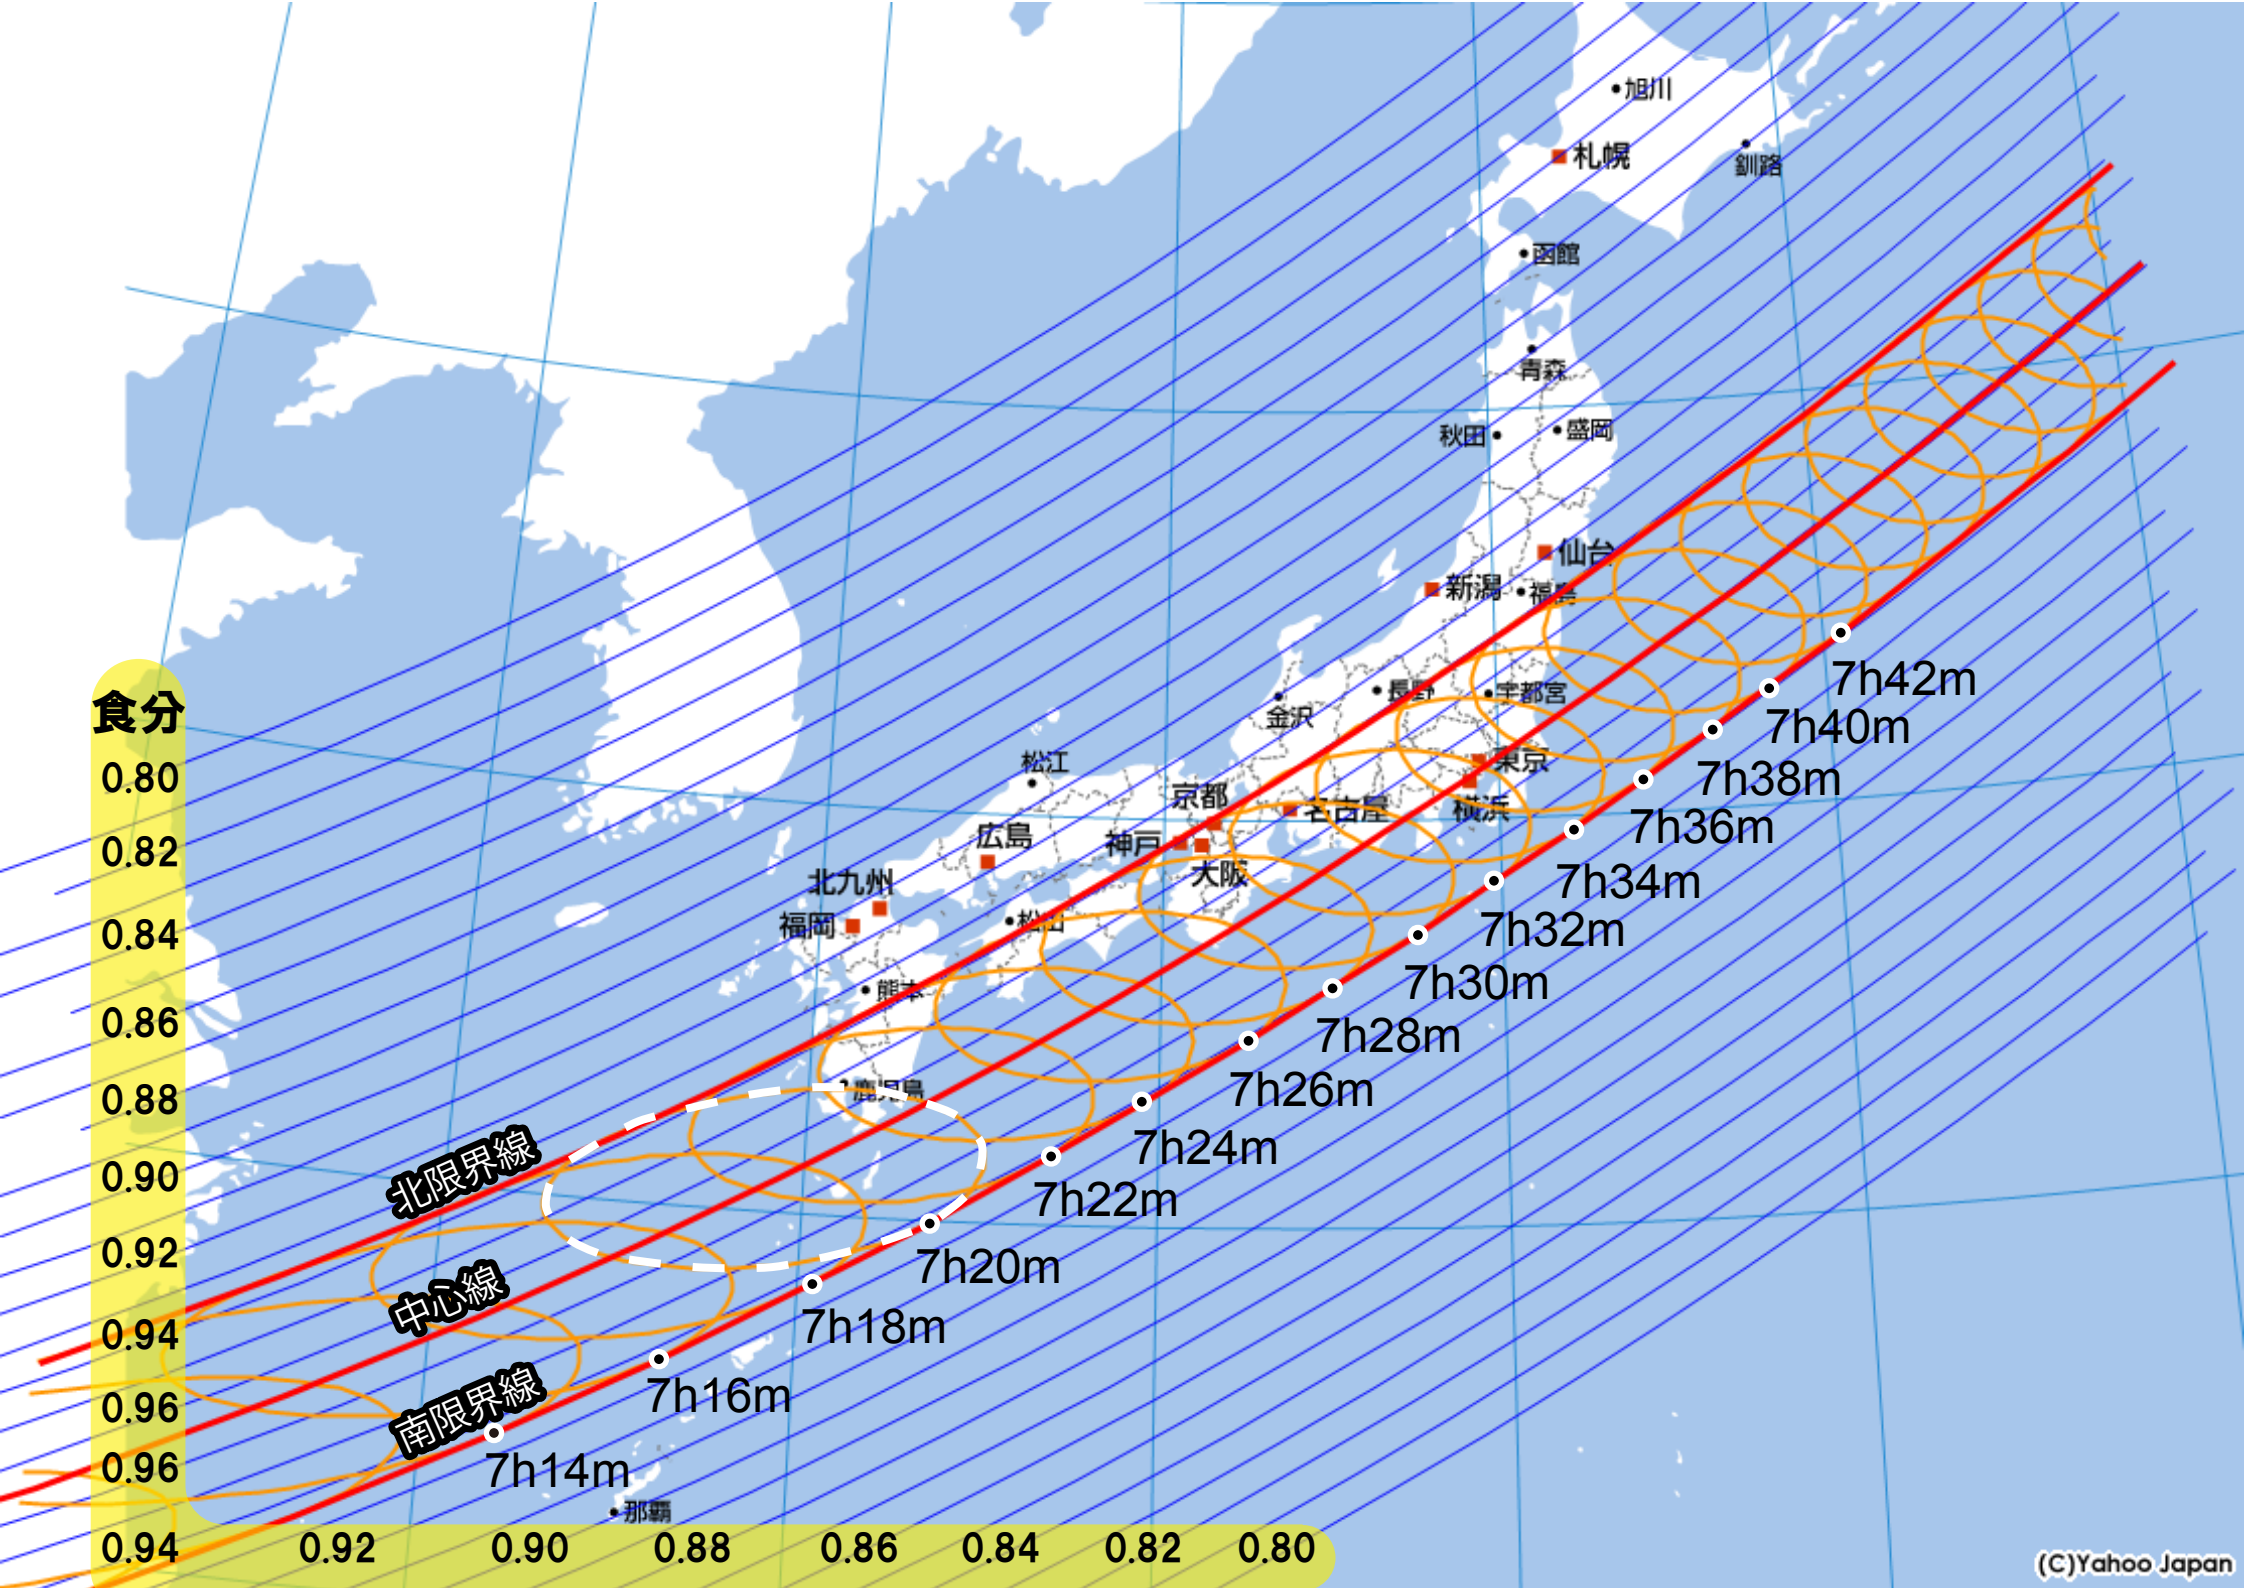 旭川
札幌
釧路
函館
青森
秋田
盛岡
仙台
新潟
福島
食分
0.80
0.82
0.84
0.86
0.88
0.90
0.92
0.94
0.96
0.96
0.94
0.92
0.90
0.88
0.86
0.84
0.82
0.80
長野
宇都宮
金沢
松江
東京
京都
名古屋
横浜
広島
神戸
大阪
北九州
福岡
松山
熊本
鹿児島
那覇
北限界線
中心線
南限界線
7h42m
7h40m
7h38m
7h36m
7h34m
7h32m
7h30m
7h28m
7h26m
7h24m
7h22m
7h20m
7h18m
7h16m
7h14m
(C)Yahoo Japan